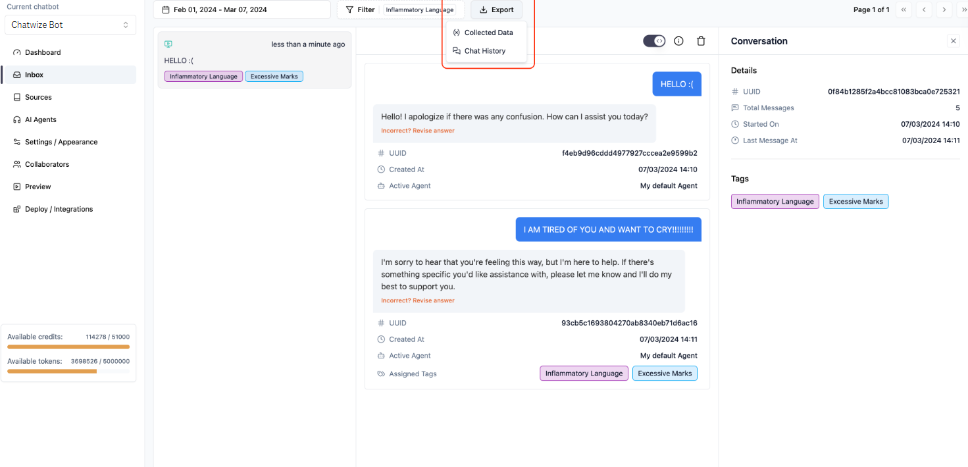 Current chatbot
Chatwize Bot
Dashboard
Inbox
Sources
AI Agents
Settings / Appearance
Collaborators
Preview
Deploy / Integrations
Available credits: 114276 / 51000
Available tokens: 3698526 / 5000000
Feb 01, 2024 - Mar 07, 2024
Filter Inflammatory Language
Export
Collected Data
Chat History
Page 1 of 1
less than a minute ago
HELLO :(
Inflammatory Language Excessive Marks
HELLO :(
Hello! I apologize if there was any confusion. How can I assist you today?
Incorrect? Revise answer
UUID f4eb9d96cddd4977927cccea2e9599b2
Created At 07/03/2024 14:10
Active Agent My default Agent
I AM TIRED OF YOU AND WANT TO CRY!!!!!!!!!
I'm sorry to hear that you're feeling this way, but I'm here to help. If there's
something specific you'd like assistance with, please let me know and I'll do my
best to support you.
Incorrect? Revise answer
UUID 93cb5c1693804270ab8340eb71d6ac16
Created At 07/03/2024 14:11
Active Agent My default Agent
Assigned Tags Inflammatory Language Excessive Marks
Conversation
Details
UUID 0f84b1285f2a4bcc81083bca0e725321
Total Messages 5
Started On 07/03/2024 14:10
Last Message At 07/03/2024 14:11
Tags
Inflammatory Language Excessive Marks